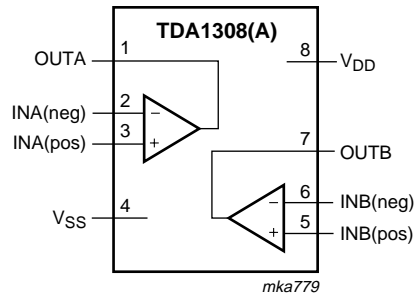 TDA1308(A)
OUTA 1
8 VDD
INA(neg) 2 −
INA(pos) 3 +
7 OUTB
VSS 4
− 6 INB(neg)
+ 5 INB(pos)
mka779